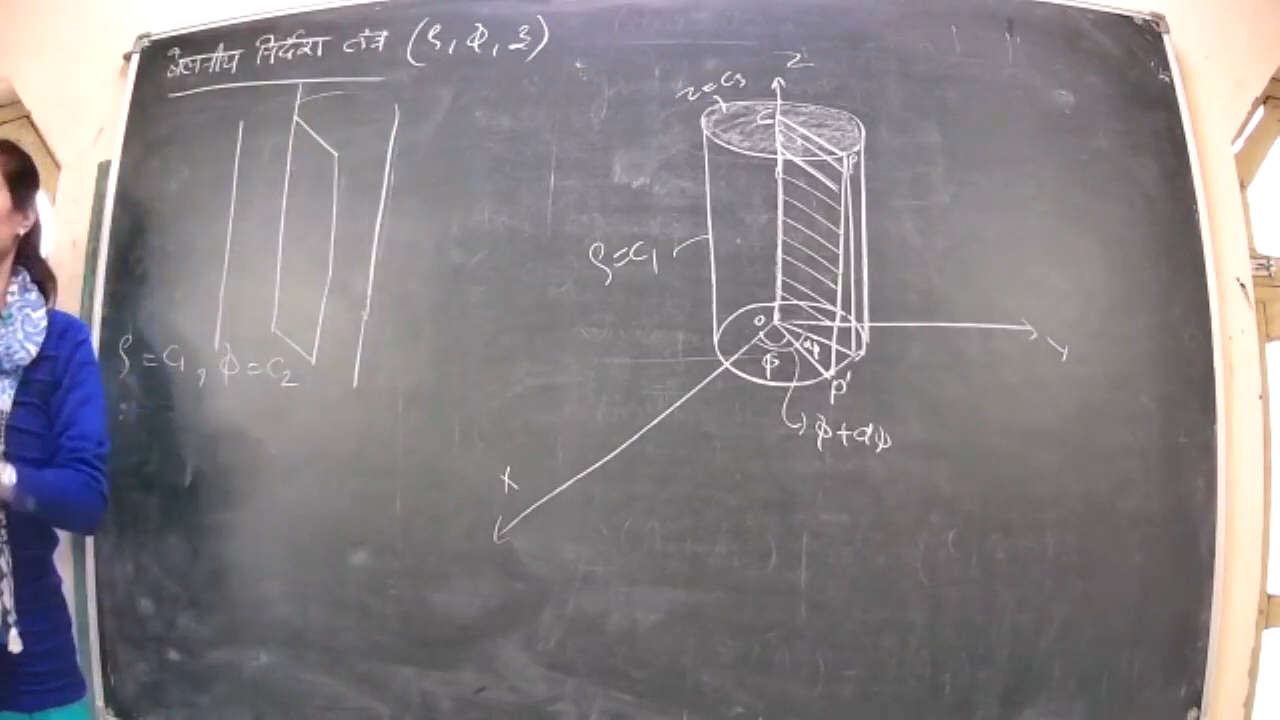 बेलनीय निर्देश तंत्र (ρ, Φ, z)
z=c₃
Z
C
P
ρ=c₁
O
Y
dφ
φ
P'
ρ=c₁, φ=c₂
φ+dφ
X